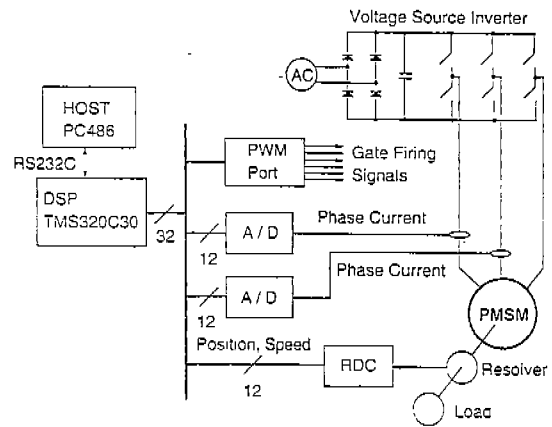 Voltage Source Inverter
AC
HOST
PC486
RS232C
DSP
TMS320C30
32
PWM
Port
Gate Firing
Signals
Phase Current
12
A / D
Phase Current
12
A / D
PMSM
Position, Speed
12
RDC
Resolver
Load